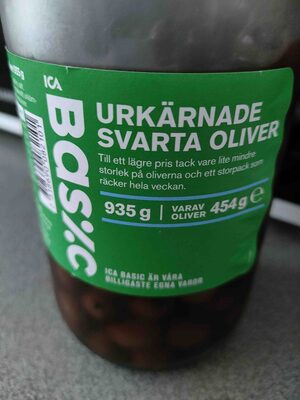 ICA
Basic
URKÄRNADE
SVARTA OLIVER
Till ett lägre pris tack vare lite mindre
storlek på oliverna och ett storpack som
räcker hela veckan.
935 g VARAV
OLIVER 454 g ℮
ICA BASIC ÄR VÅRA
BILLIGASTE EGNA VAROR